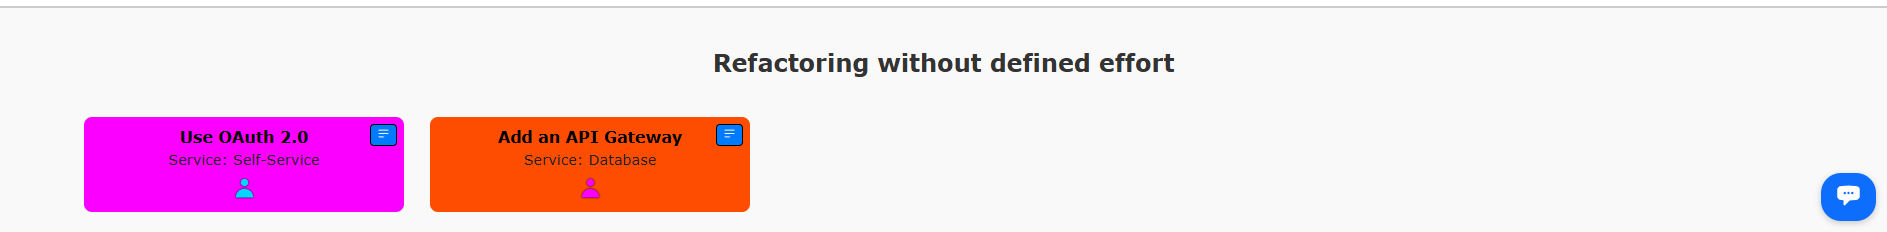 Refactoring without defined effort
Use OAuth 2.0
Service: Self-Service
Add an API Gateway
Service: Database